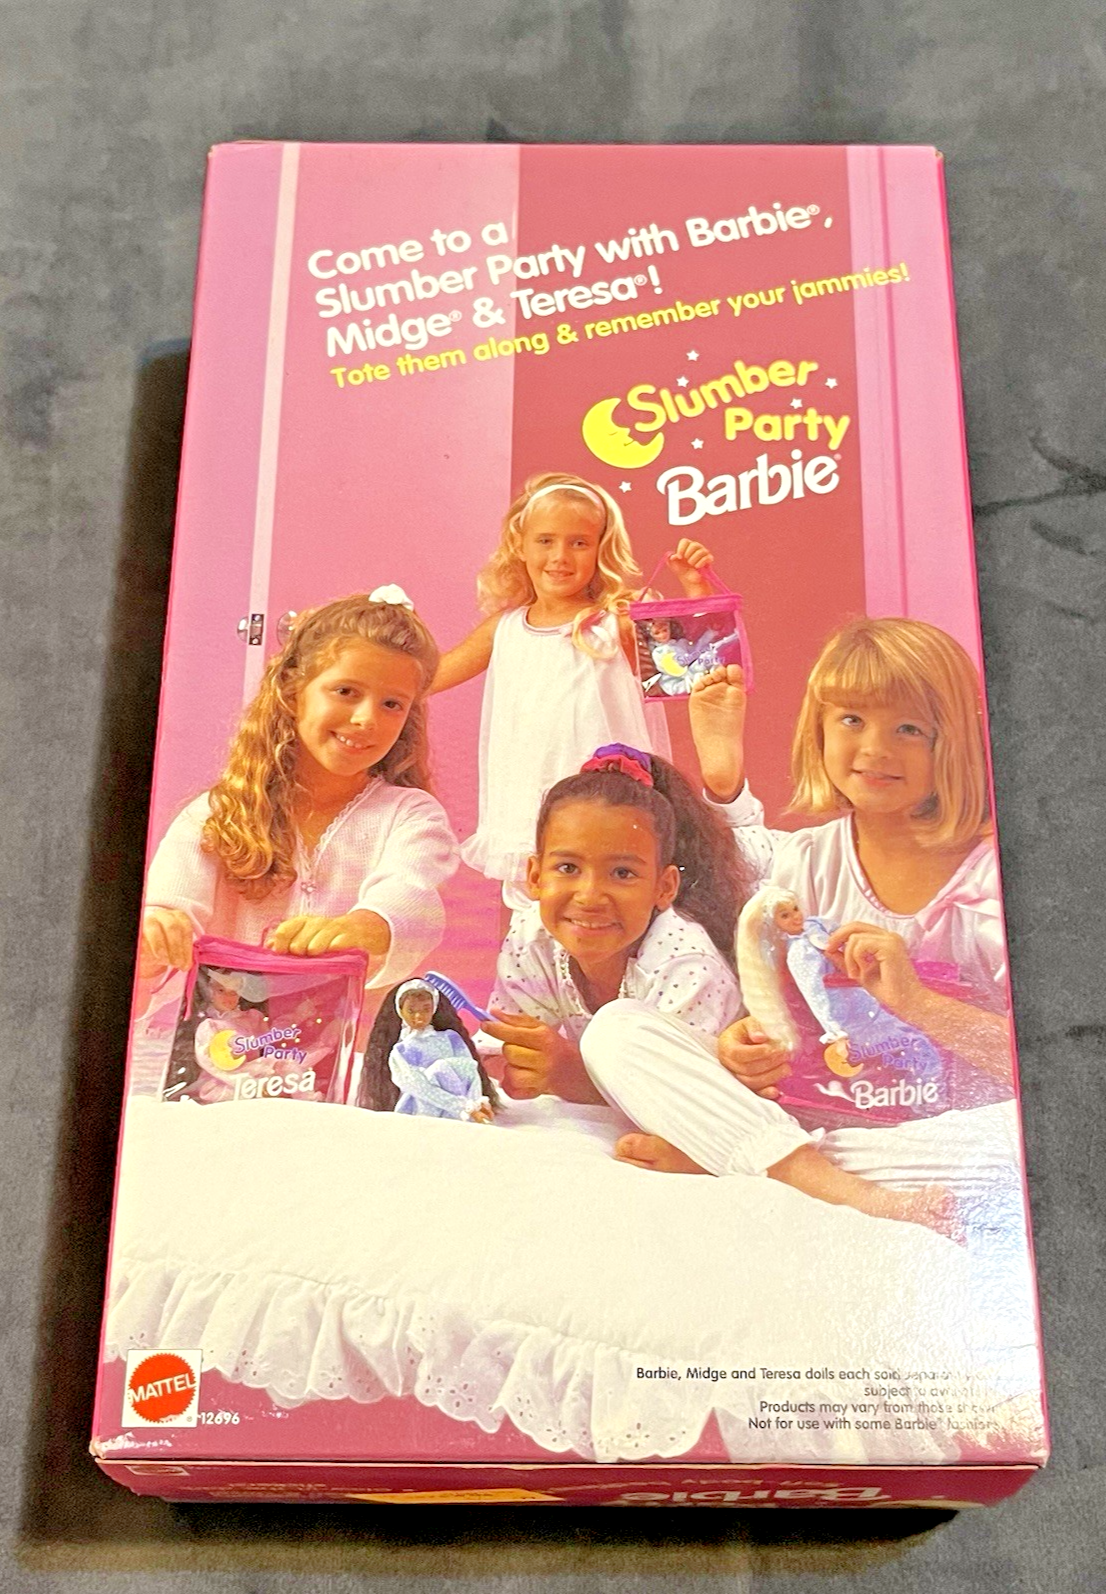 Come to a
Slumber Party with Barbie®,
Midge® & Teresa®!
Tote them along & remember your jammies!
Slumber
Party
Barbie®
Slumber
Party
Teresa
Slumber
Party
Barbie
MATTEL®
12696
Barbie, Midge and Teresa dolls each sold
subject
Products may vary from those
Not for use with some Barbie®
Barbie